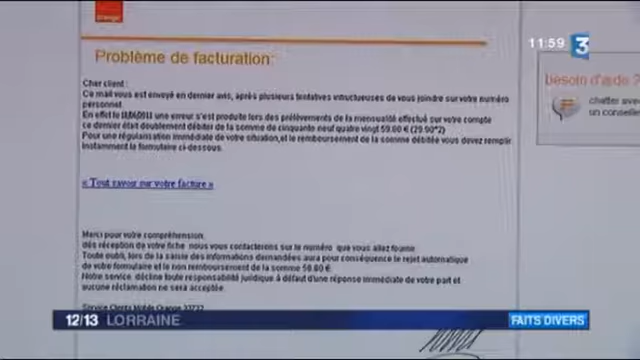 orange
11:59 3
Problème de facturation:
besoin d'aide ?
Cher client :
Ce mail vous est envoyé en dernier avis, après plusieurs tentatives infructueuses de vous joindre sur votre numéro
personnel.
chatter avec
un conseille
En effet le une erreur s'est produite lors des prélèvements de la mensualité effectué sur votre compte
ce dernier était doublement débiter de la somme de cinquante neuf quatre vingt 59.80 € (29.90*2)
Pour une régularisation immédiate de votre situation,et le remboursement de la somme débitée vous devez remplir
Instamment le formulaire ci-dessous.
« Tout savoir sur votre facture »
Merci pour votre compréhension.
dès réception de votre fiche nous vous contacterons sur le numéro que vous allez fournie.
Toute oubli, lors de la saisie des informations demandées aura pour conséquence le rejet automatique
de votre formulaire et le non remboursement de la somme 59.80 €.
Notre service, décline toute responsabilité juridique à défaut d'une réponse immédiate de votre part et
aucune réclamation ne sera acceptée.
Service Clients Mobile Orange
12/13 LORRAINE
FAITS DIVERS